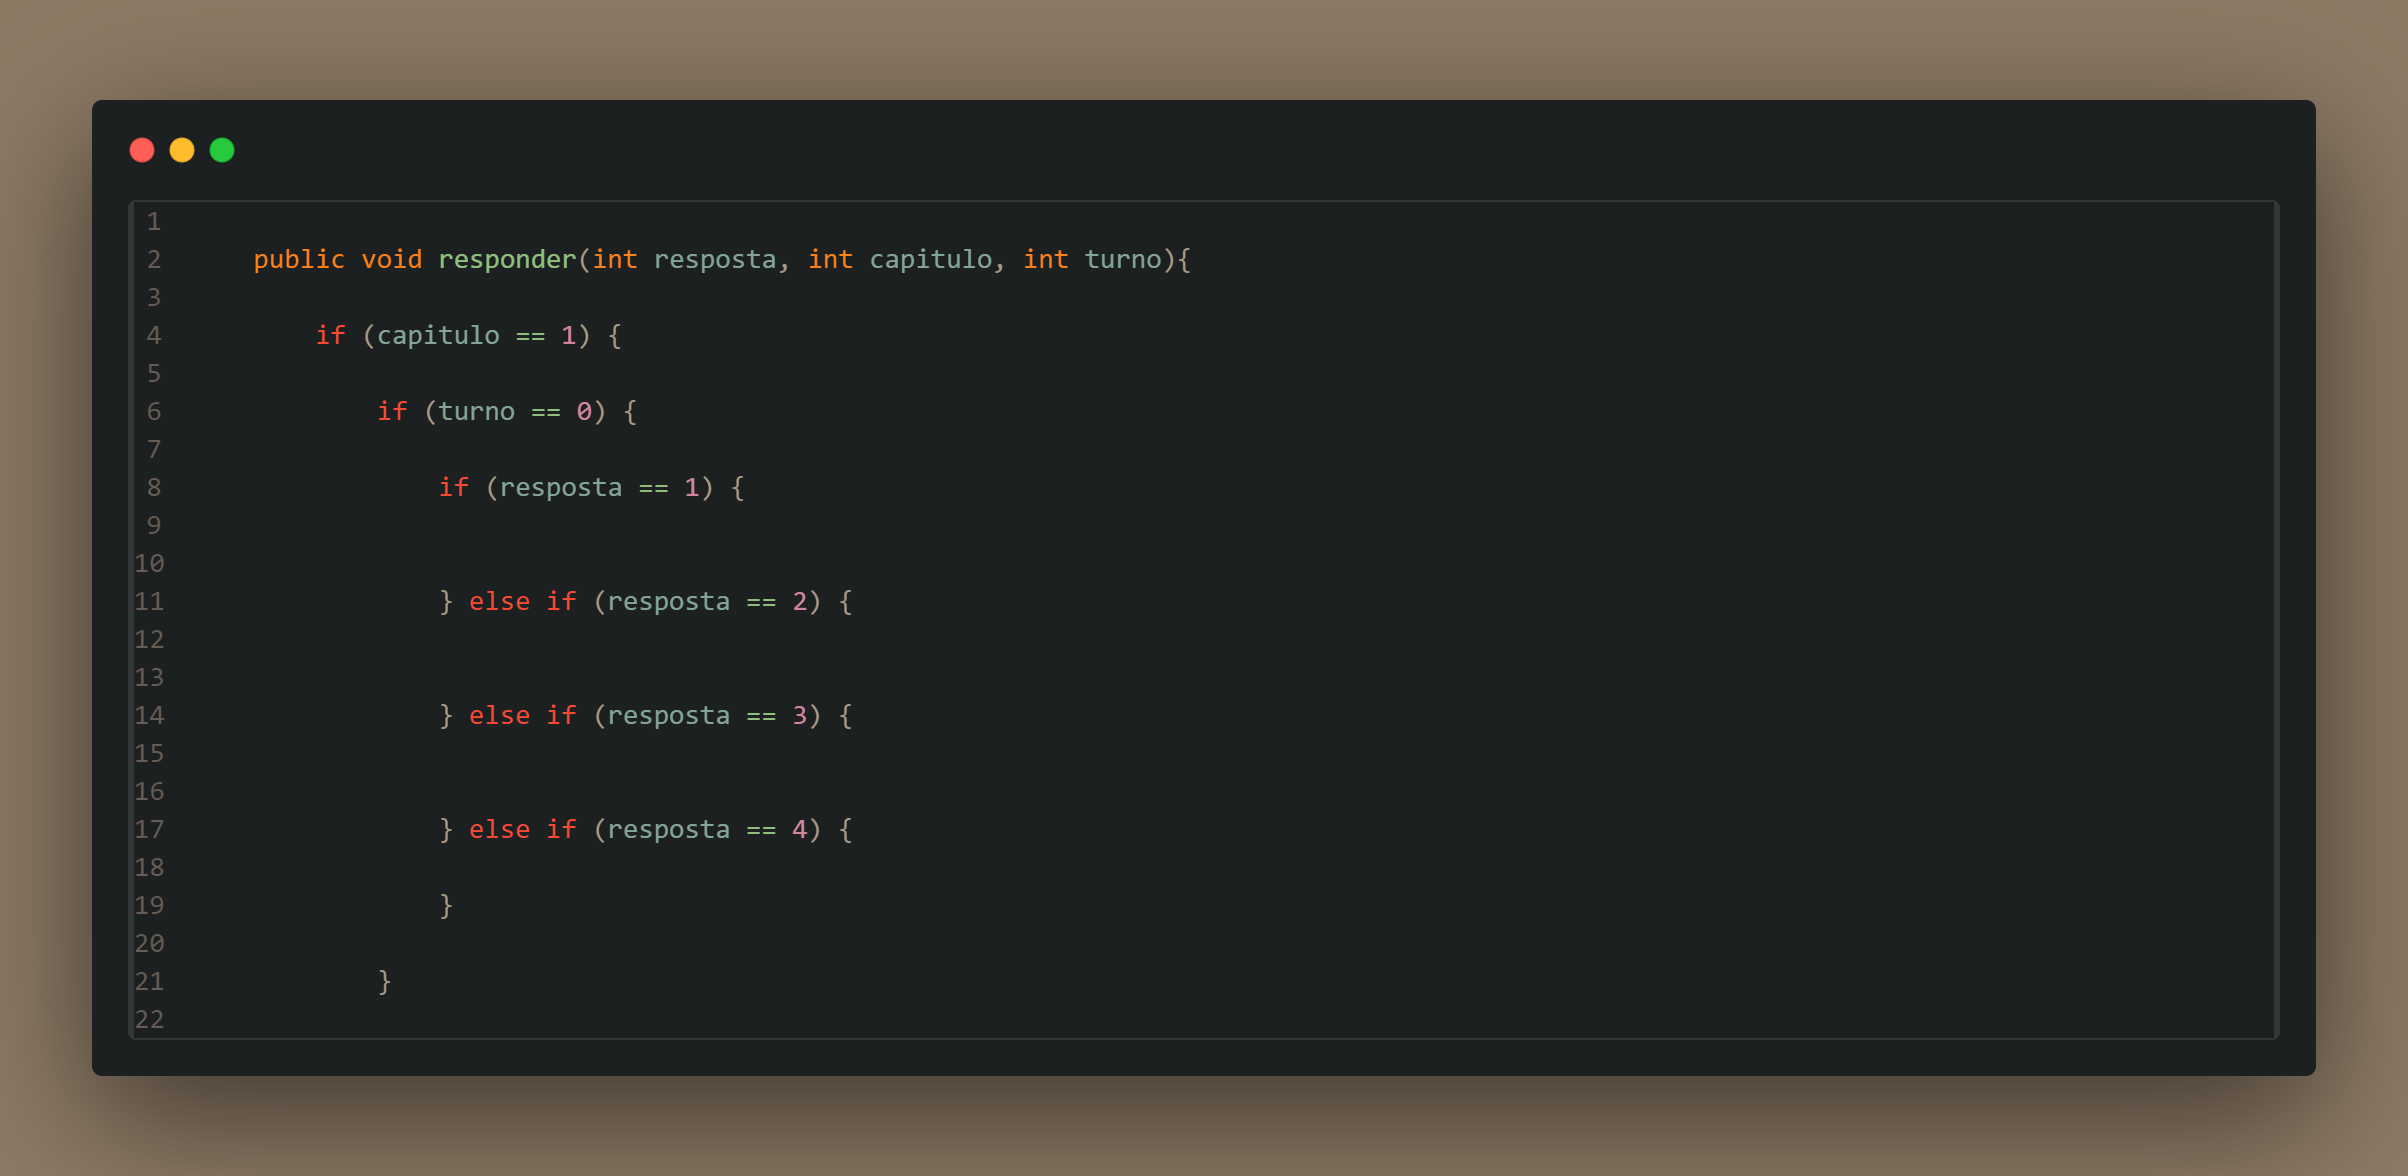 1
2 public void responder(int resposta, int capitulo, int turno){
3
4 if (capitulo == 1) {
5
6 if (turno == 0) {
7
8 if (resposta == 1) {
9
10
11 } else if (resposta == 2) {
12
13
14 } else if (resposta == 3) {
15
16
17 } else if (resposta == 4) {
18
19 }
20
21 }
22